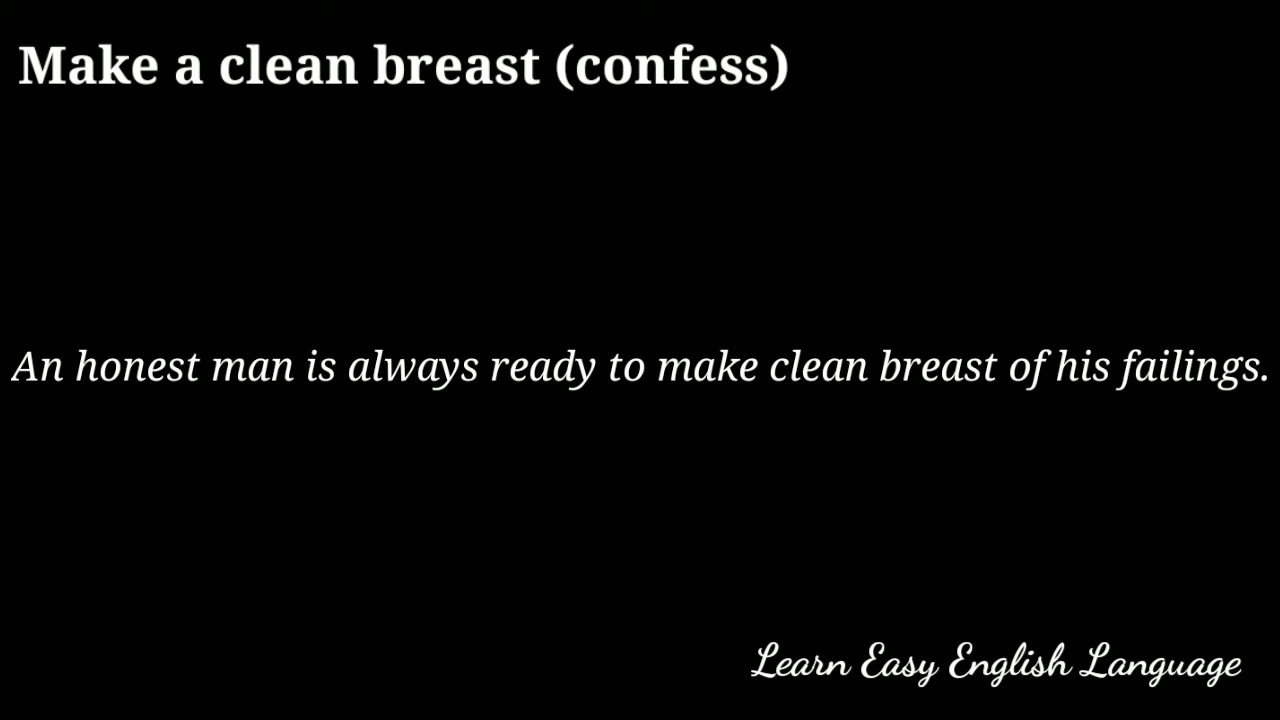 Make a clean breast (confess)
An honest man is always ready to make clean breast of his failings.
Learn Easy English Language